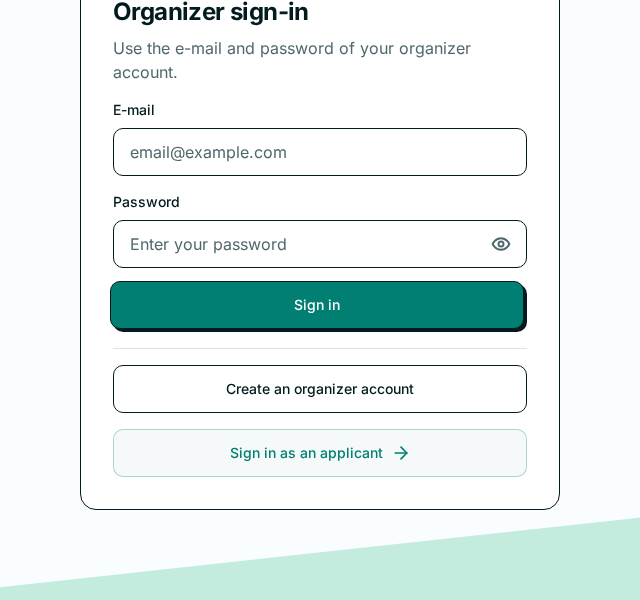 Organizer sign-in
Use the e-mail and password of your organizer
account.
E-mail
email@example.com
Password
Enter your password
Sign in
Create an organizer account
Sign in as an applicant